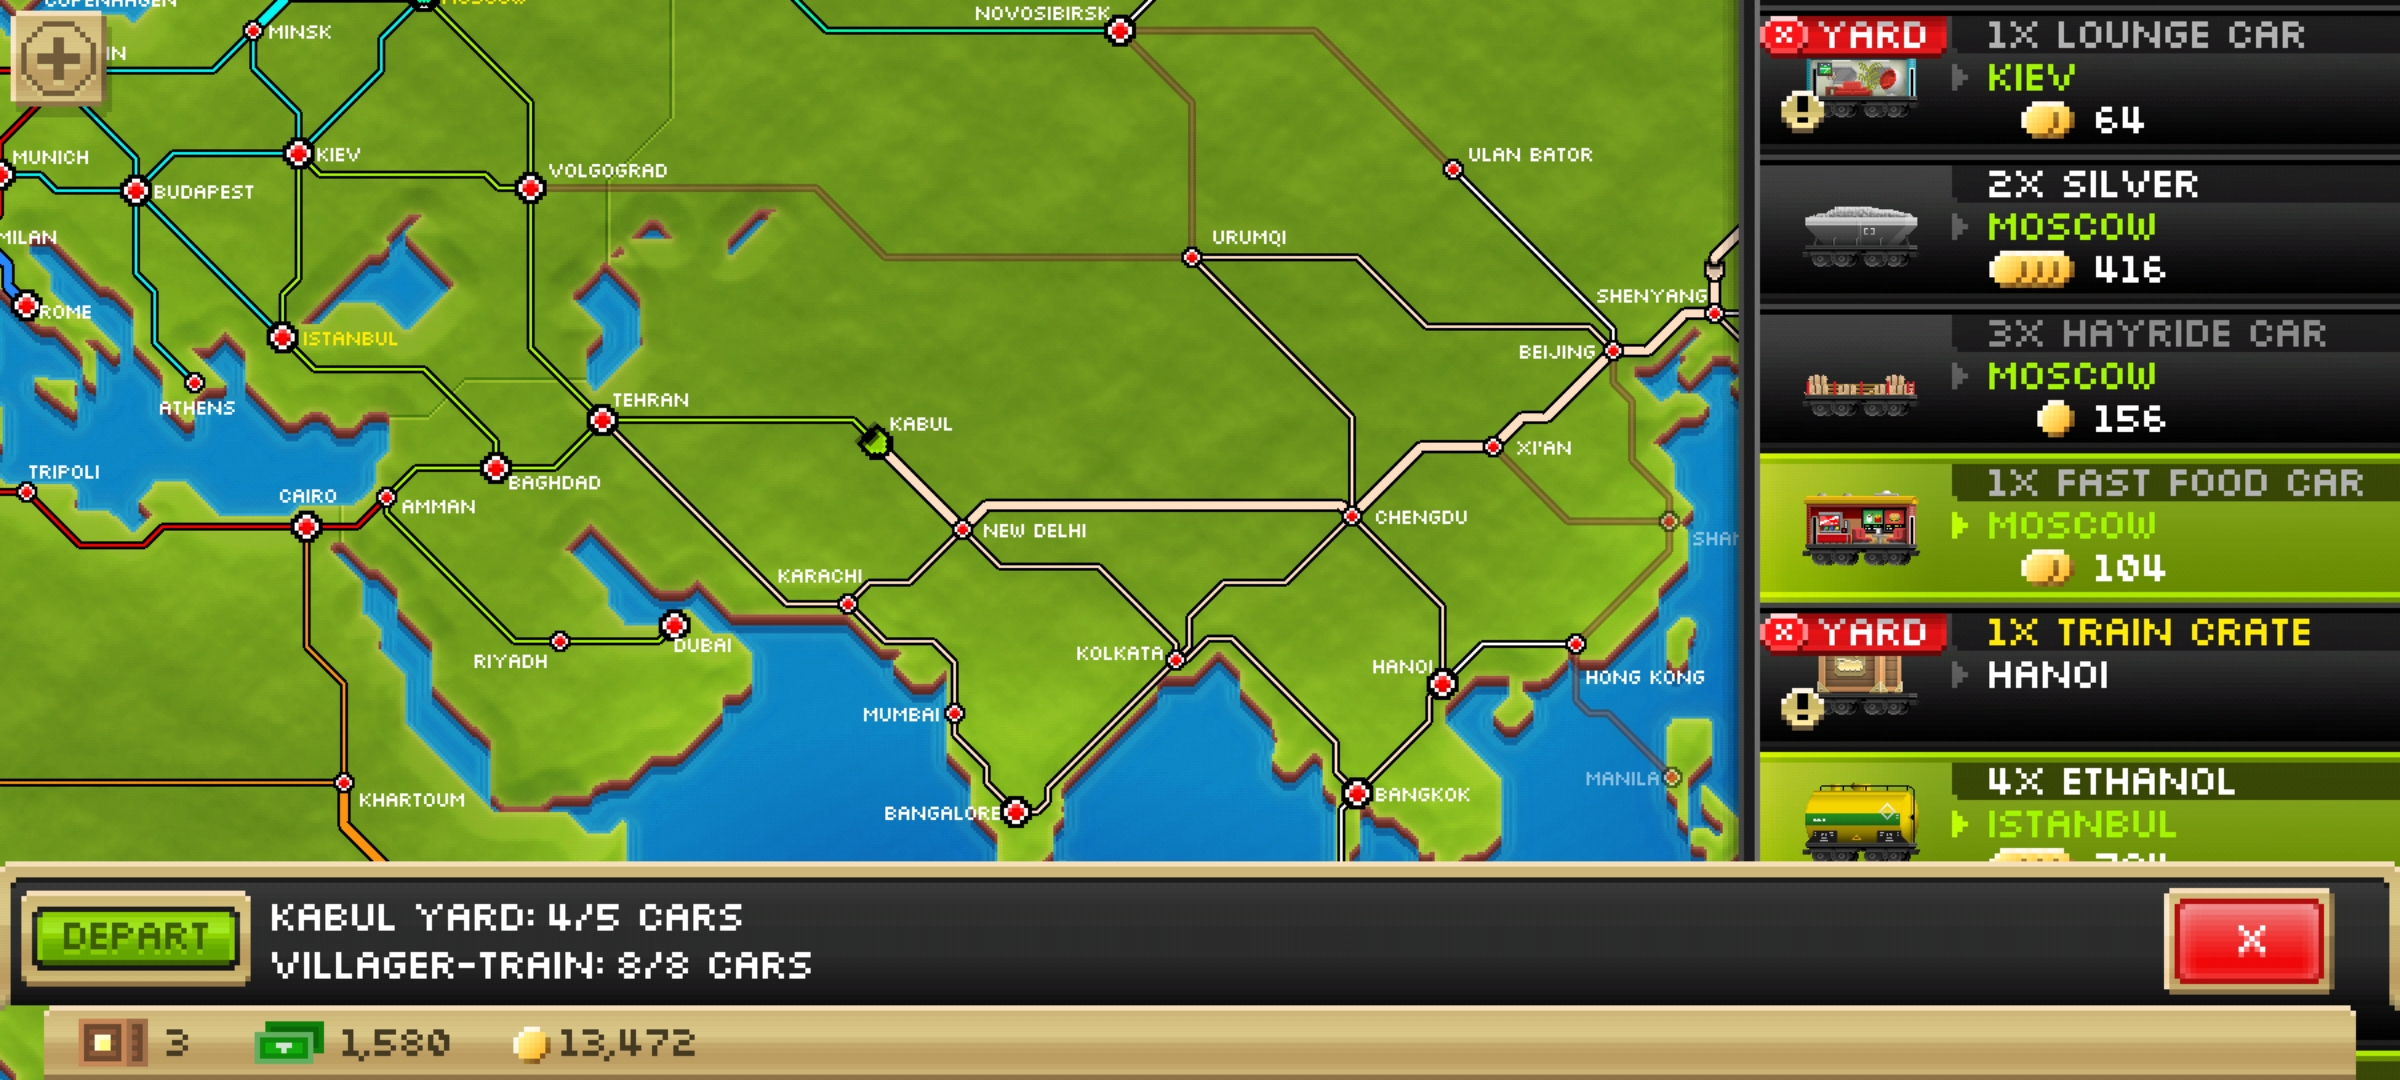 MINSK
NOVOSIBIRSK
IN
MUNICH
KIEV
BUDAPEST
VOLGOGRAD
ULAN BATOR
MILAN
URUMQI
ROME
ISTANBUL
SHENYANG
BEIJING
ATHENS
TEHRAN
KABUL
XI'AN
TRIPOLI
CAIRO
BAGHDAD
AMMAN
NEW DELHI
CHENGDU
SHAN
KARACHI
RIYADH
DUBAI
KOLKATA
HANOI
HONG KONG
MUMBAI
MANILA
KHARTOUM
BANGALORE
BANGKOK
YARD
1X LOUNGE CAR
KIEV
64
2X SILVER
MOSCOW
416
3X HAYRIDE CAR
MOSCOW
156
1X FAST FOOD CAR
MOSCOW
104
YARD
1X TRAIN CRATE
HANOI
4X ETHANOL
ISTANBUL
DEPART
KABUL YARD: 4/5 CARS
VILLAGER-TRAIN: 8/8 CARS
X
3
1,580
13,472